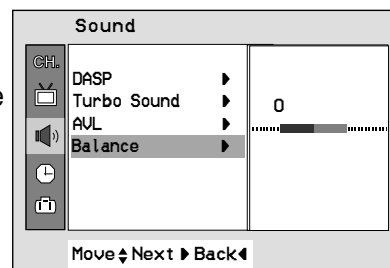 Sound
e
CH.
DASP
Turbo Sound
AVL
Balance
0
Move Next Back